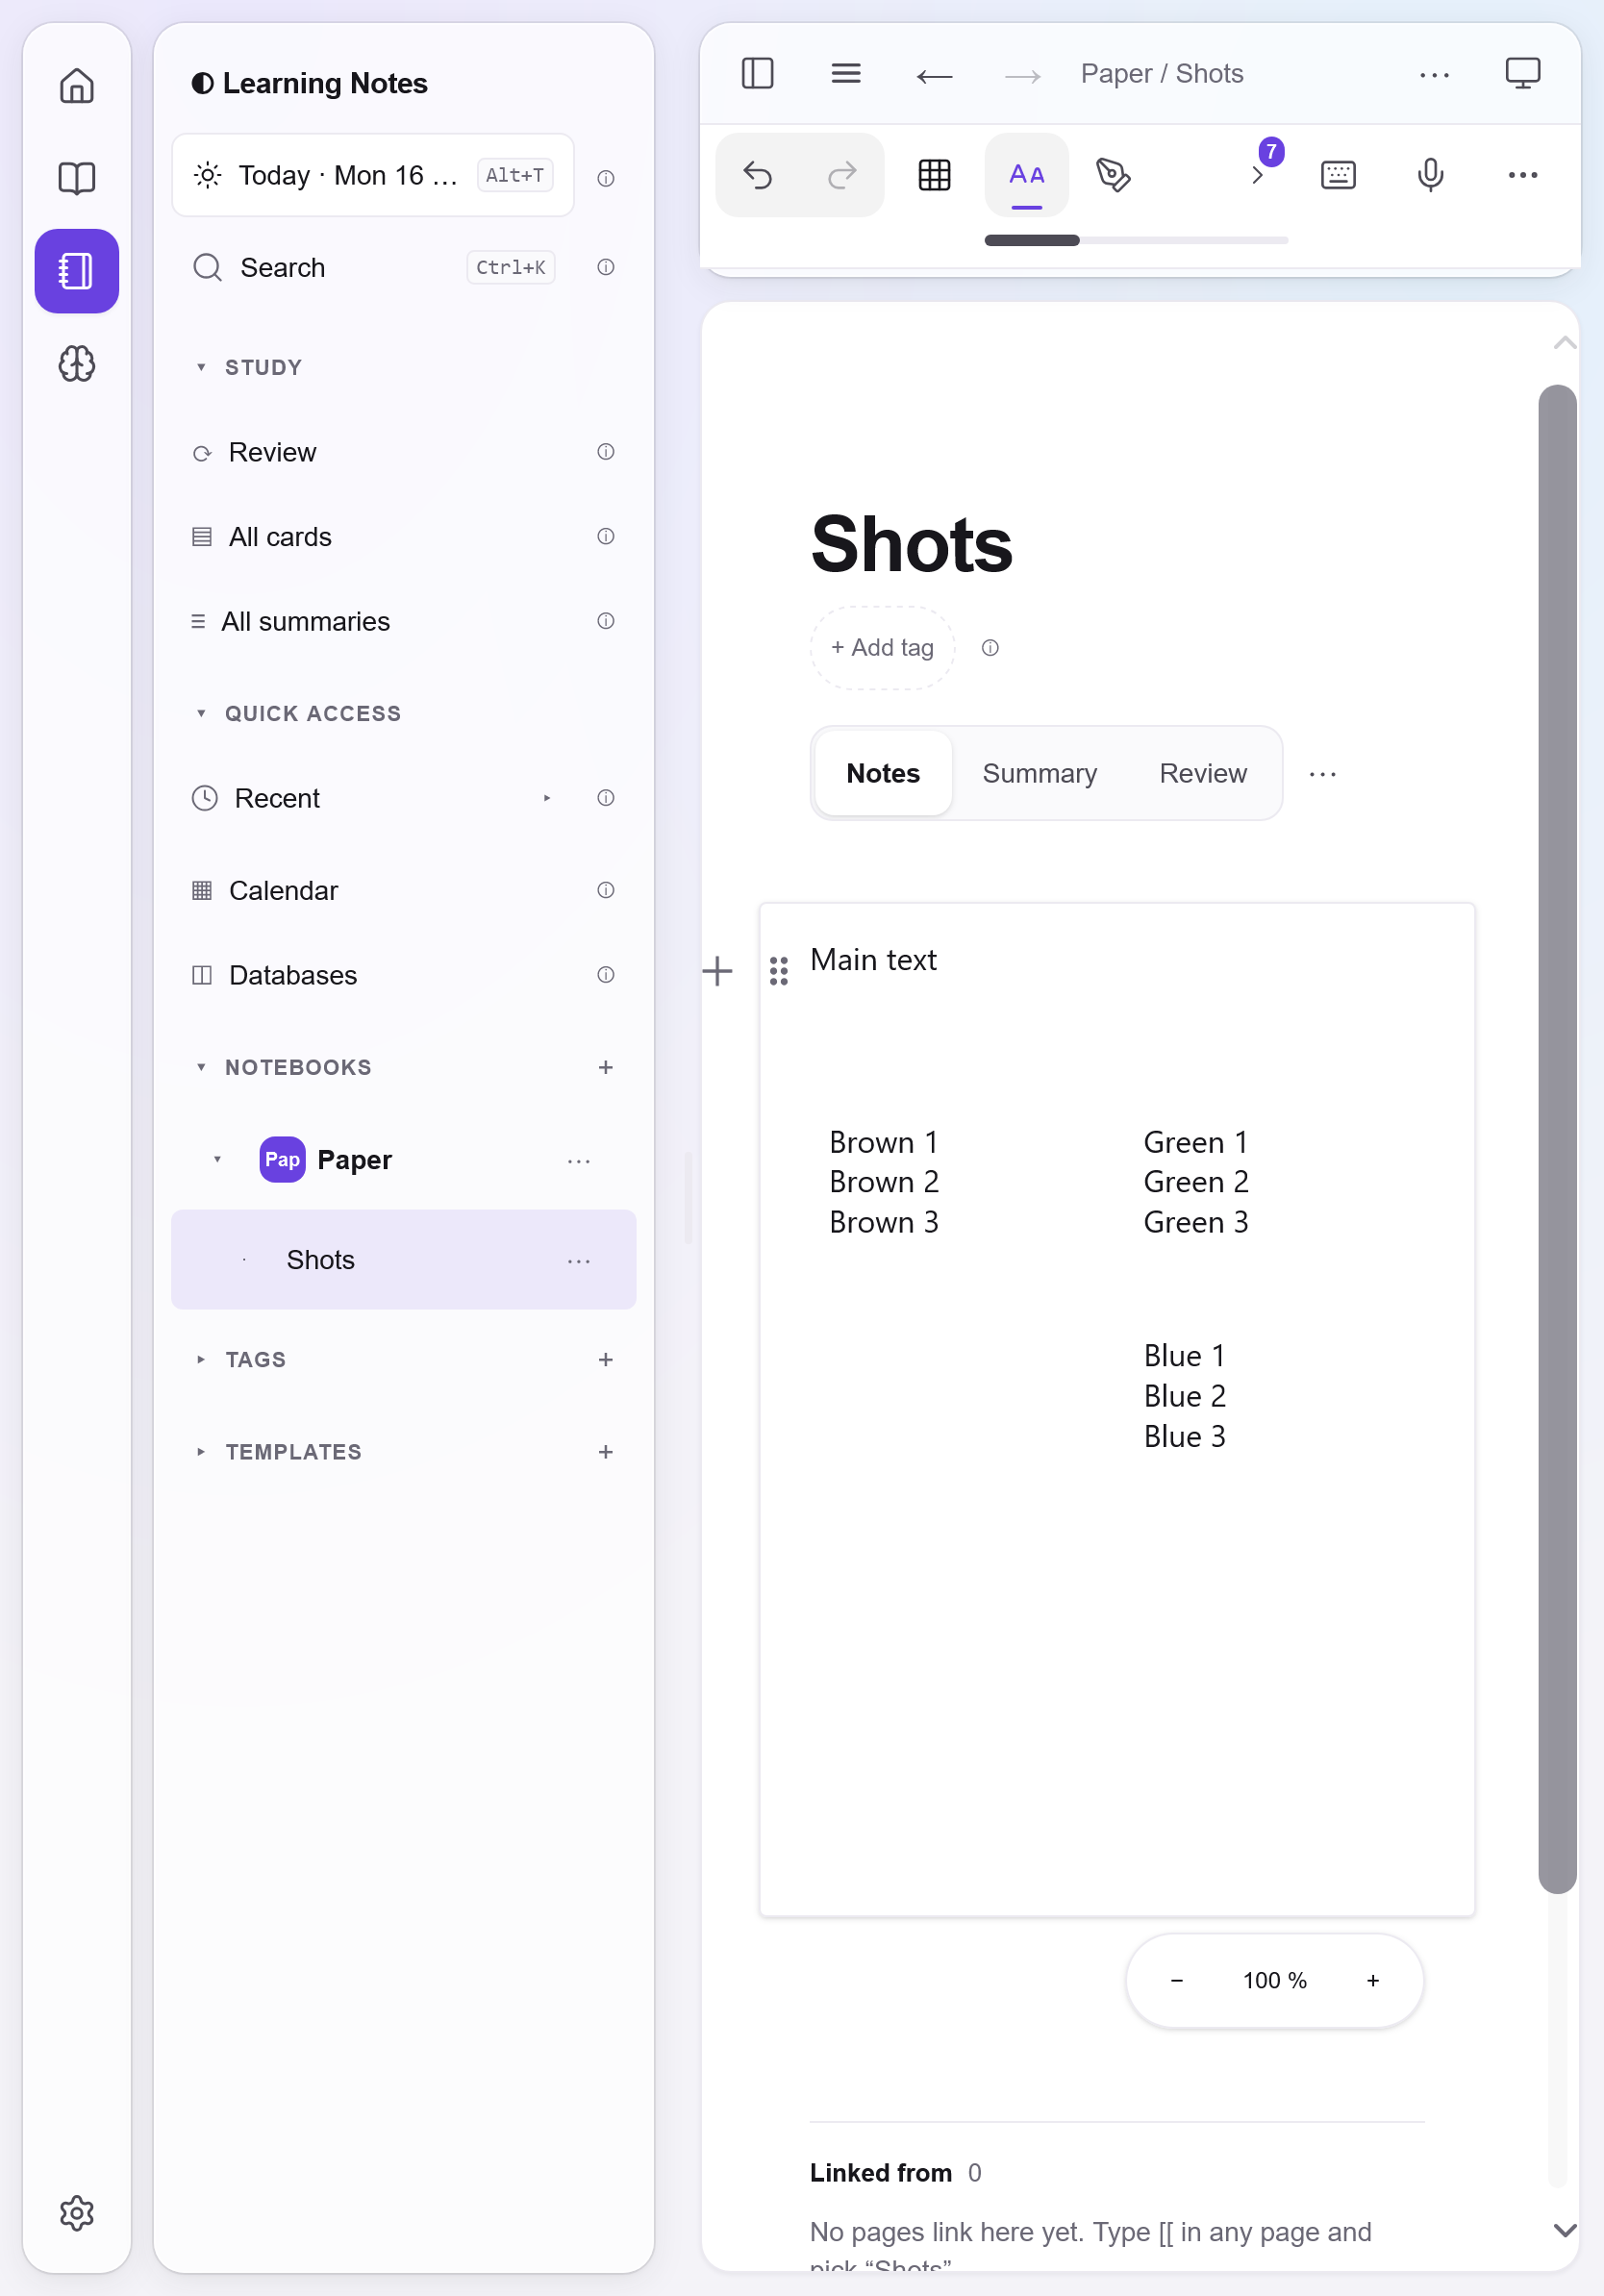 Learning Notes
Today · Mon 16 … Alt+T
Search Ctrl+K
STUDY
Review
All cards
All summaries
QUICK ACCESS
Recent
Calendar
Databases
NOTEBOOKS +
Pap Paper ...
Shots ...
TAGS +
TEMPLATES +
Paper / Shots ...
AA 7
Shots
+ Add tag
Notes Summary Review ...
Main text
Brown 1
Brown 2
Brown 3
Green 1
Green 2
Green 3
Blue 1
Blue 2
Blue 3
− 100 % +
Linked from 0
No pages link here yet. Type [[ in any page and
pick “Shots”